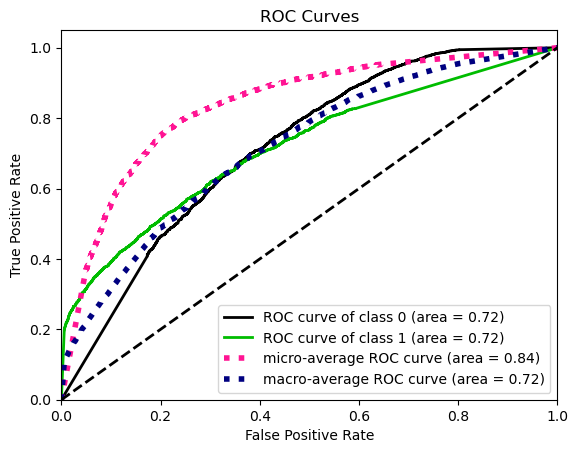 ROC Curves
True Positive Rate
1.0
0.8
0.6
0.4
0.2
0.0
ROC curve of class 0 (area = 0.72)
ROC curve of class 1 (area = 0.72)
micro-average ROC curve (area = 0.84)
macro-average ROC curve (area = 0.72)
0.0 0.2 0.4 0.6 0.8 1.0
False Positive Rate